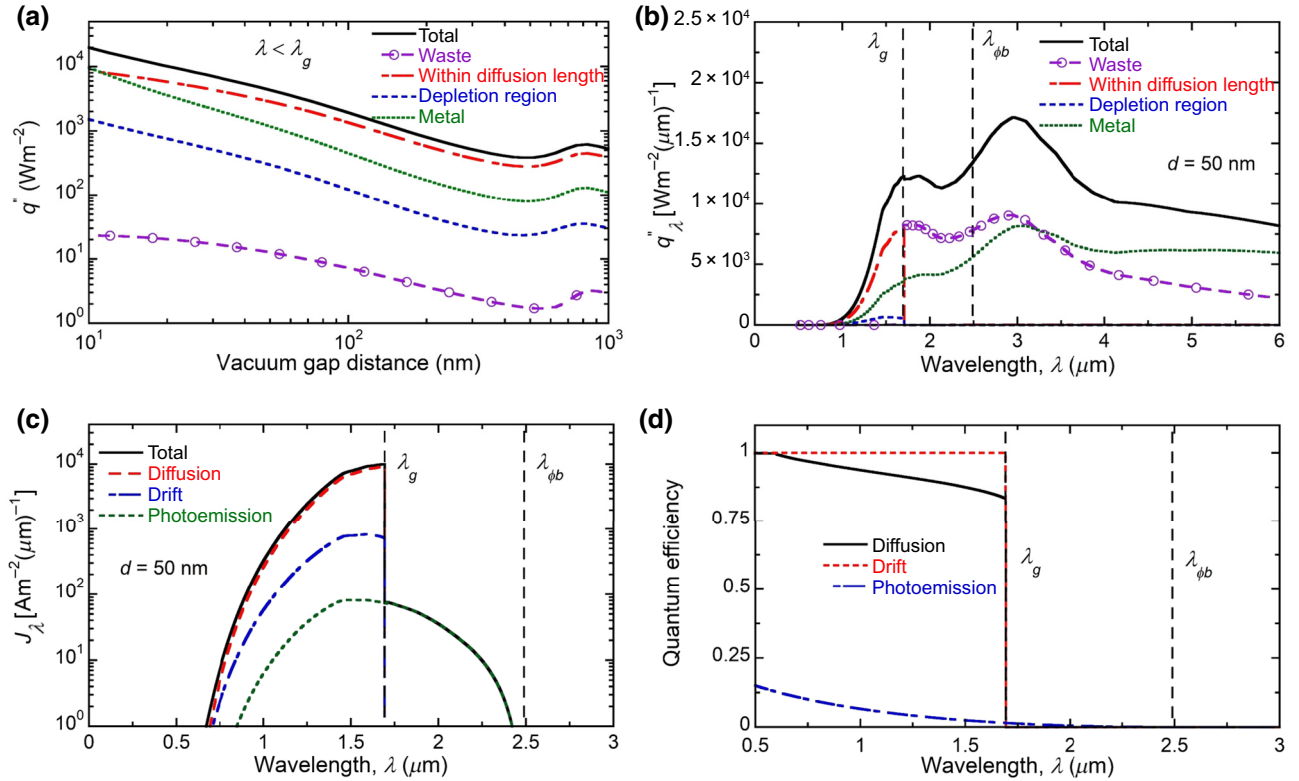 (a)
λ < λg
Total
Waste
Within diffusion length
Depletion region
Metal
q" (Wm⁻²)
10⁴
10³
10²
10¹
10⁰
10¹
10²
10³
Vacuum gap distance (nm)
(b)
λg
λϕb
Total
Waste
Within diffusion length
Depletion region
Metal
d = 50 nm
q"λ [Wm⁻²(μm)⁻¹]
2.5 × 10⁴
2 × 10⁴
1.5 × 10⁴
1 × 10⁴
5 × 10³
0
0
1
2
3
4
5
6
Wavelength, λ (μm)
(c)
Total
Diffusion
Drift
Photoemission
λg
λϕb
d = 50 nm
Jλ [Am⁻²(μm)⁻¹]
10⁴
10³
10²
10¹
10⁰
0
0.5
1
1.5
2
2.5
3
Wavelength, λ (μm)
(d)
Diffusion
Drift
Photoemission
λg
λϕb
Quantum efficiency
1
0.75
0.5
0.25
0
0.5
1
1.5
2
2.5
3
Wavelength, λ (μm)